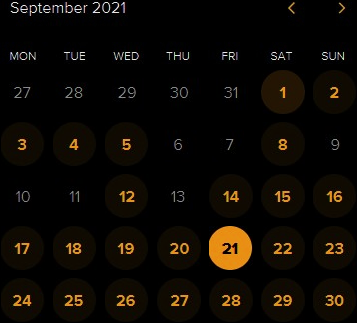 September 2021
MON TUE WED THU FRI SAT SUN
27 28 29 30 31 1 2
3 4 5 6 7 8 9
10 11 12 13 14 15 16
17 18 19 20 21 22 23
24 25 26 27 28 29 30